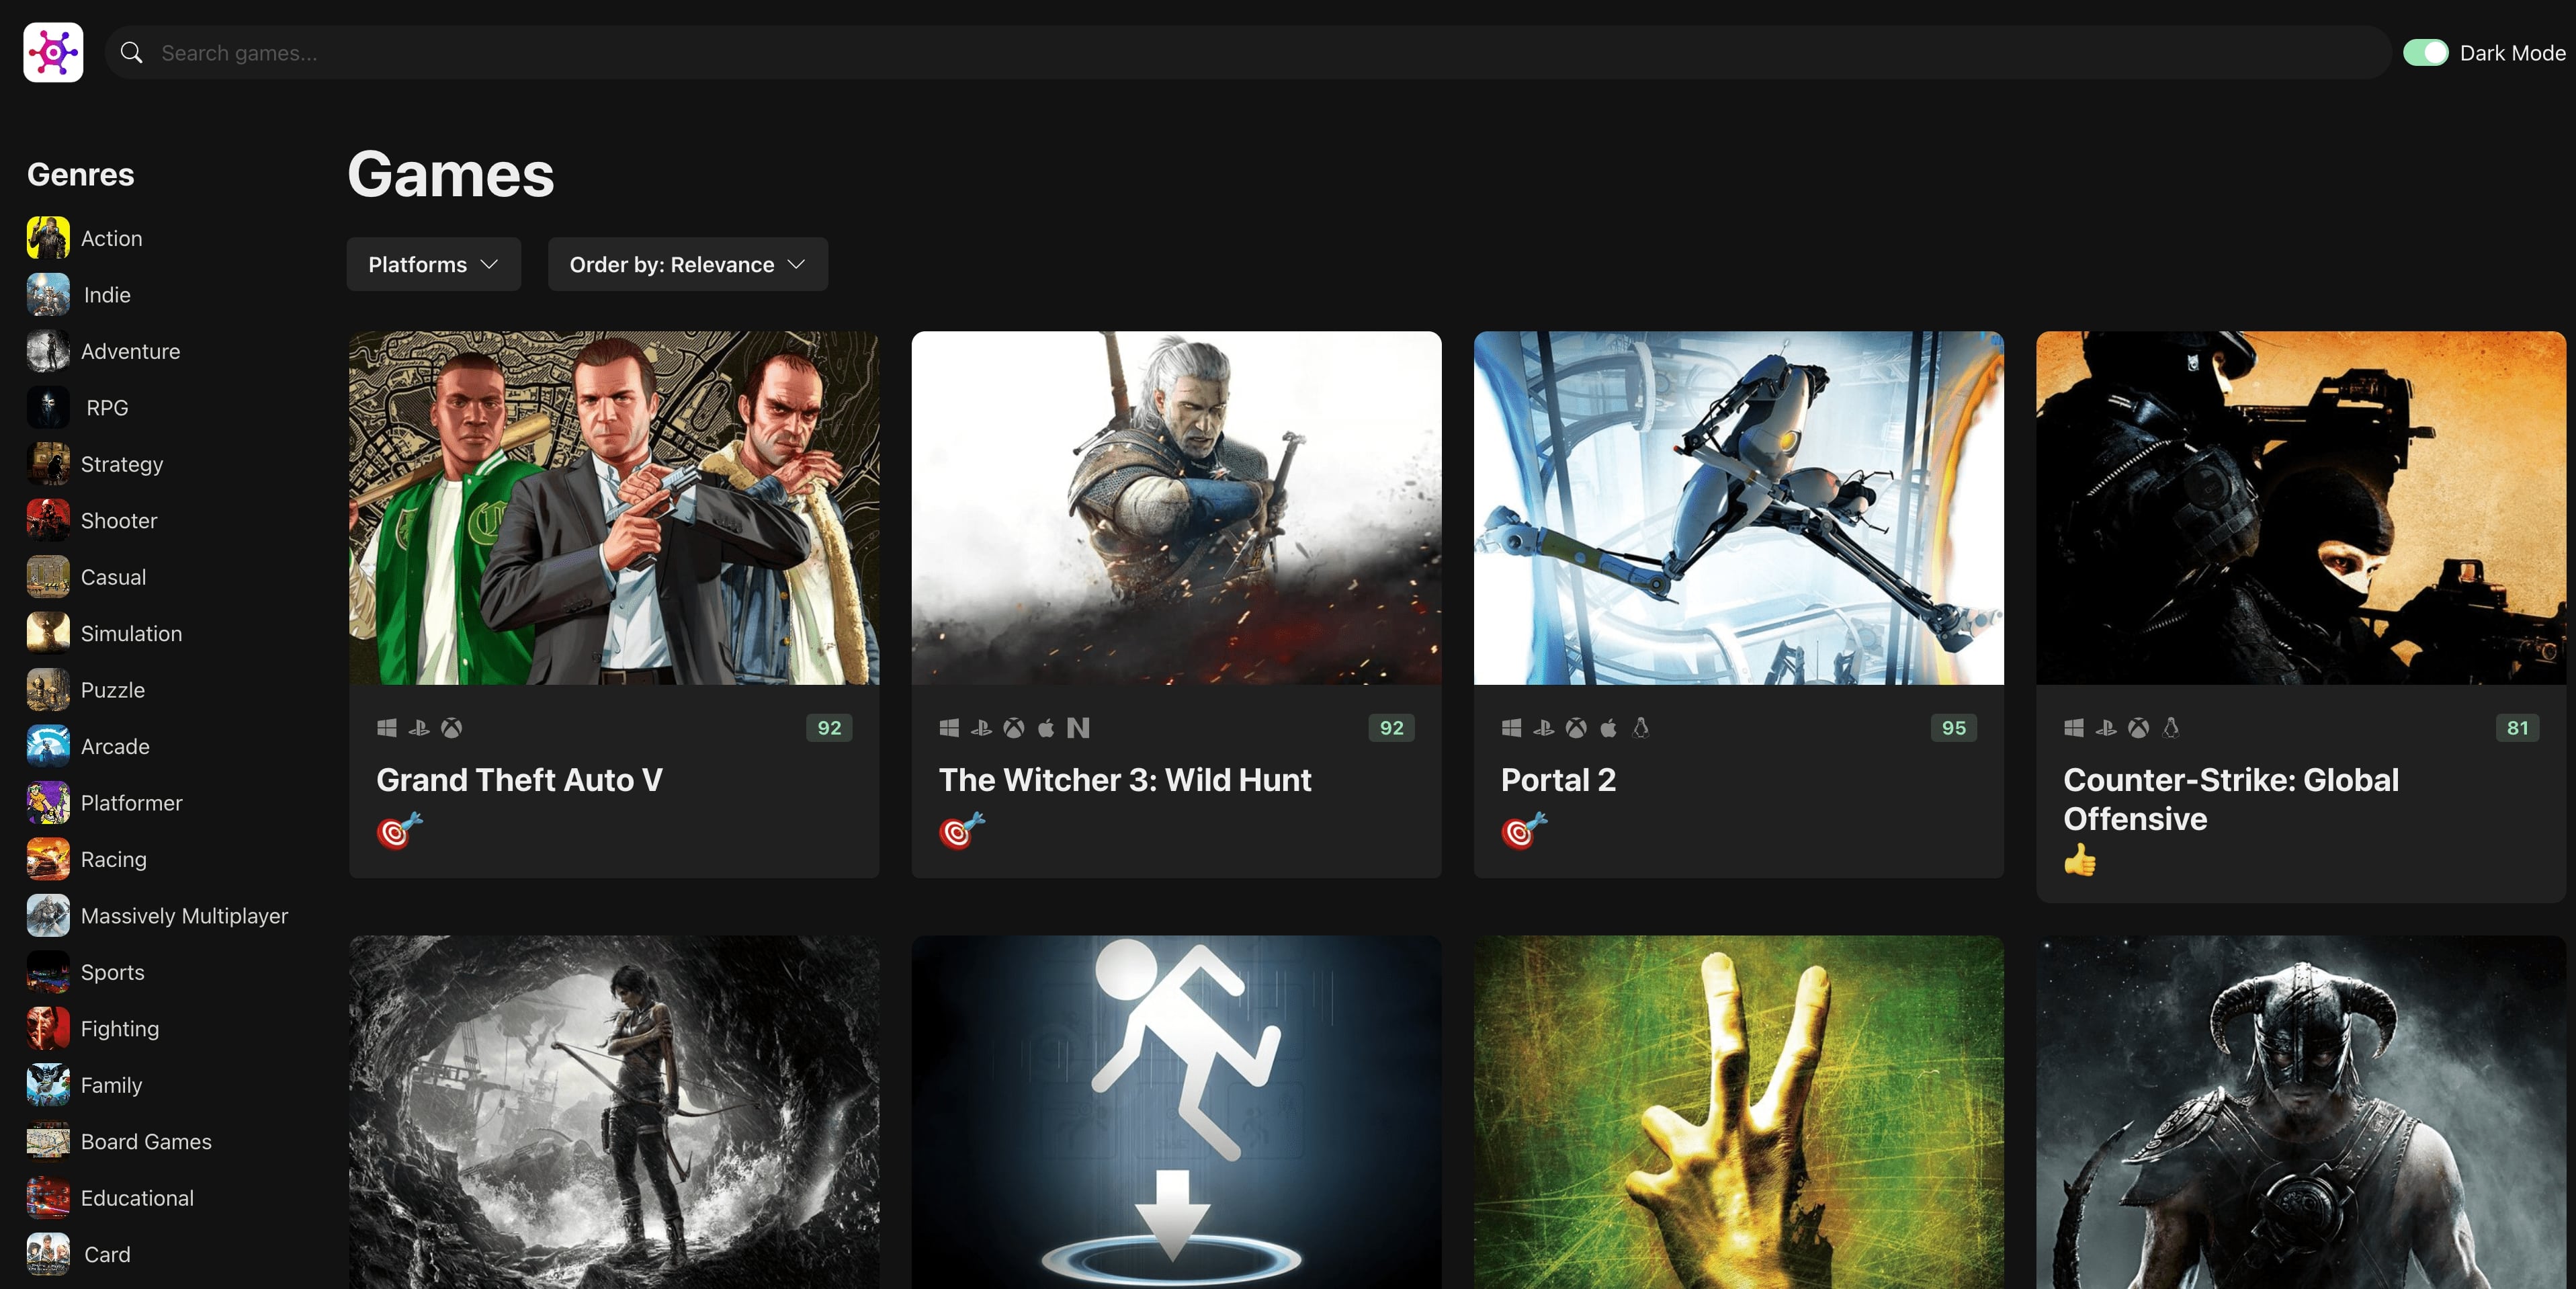 Search games...
Dark Mode
Genres
Action
Indie
Adventure
RPG
Strategy
Shooter
Casual
Simulation
Puzzle
Arcade
Platformer
Racing
Massively Multiplayer
Sports
Fighting
Family
Board Games
Educational
Card
Games
Platforms
Order by: Relevance
92
Grand Theft Auto V
92
The Witcher 3: Wild Hunt
95
Portal 2
81
Counter-Strike: Global
Offensive